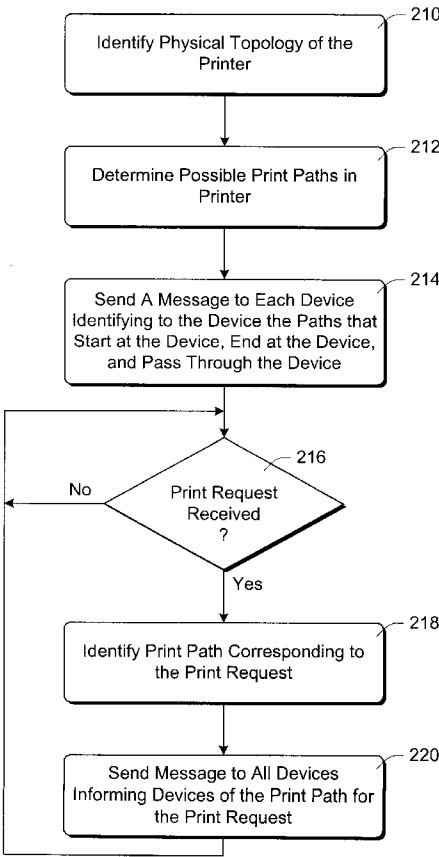 210
Identify Physical Topology of the
Printer
212
Determine Possible Print Paths in
Printer
214
Send A Message to Each Device
Identifying to the Device the Paths that
Start at the Device, End at the Device,
and Pass Through the Device
216
No
Print Request
Received
?
Yes
218
Identify Print Path Corresponding to
the Print Request
220
Send Message to All Devices
Informing Devices of the Print Path for
the Print Request